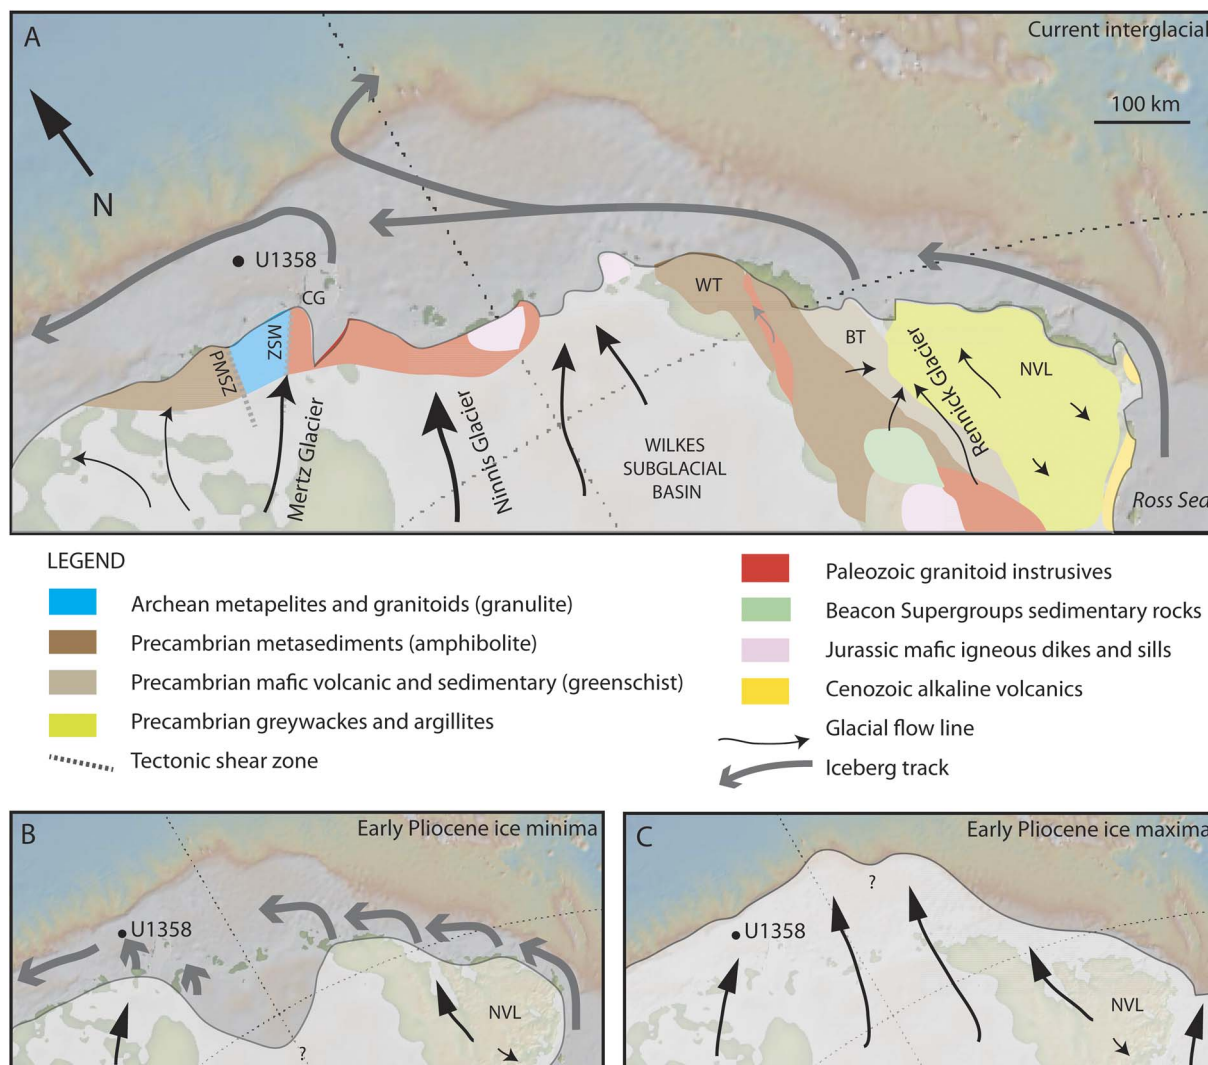 A
Current interglacial
100 km
N
U1358
CG
MSZ
ZSWP
Mertz Glacier
Ninnis Glacier
WILKES
SUBGLACIAL
BASIN
WT
BT
Rennick Glacier
NVL
Ross Sea
LEGEND
Archean metapelites and granitoids (granulite)
Precambrian metasediments (amphibolite)
Precambrian mafic volcanic and sedimentary (greenschist)
Precambrian greywackes and argillites
Tectonic shear zone
Paleozoic granitoid instrusives
Beacon Supergroups sedimentary rocks
Jurassic mafic igneous dikes and sills
Cenozoic alkaline volcanics
Glacial flow line
Iceberg track
B
Early Pliocene ice minima
U1358
NVL
?
C
Early Pliocene ice maxima
?
U1358
NVL